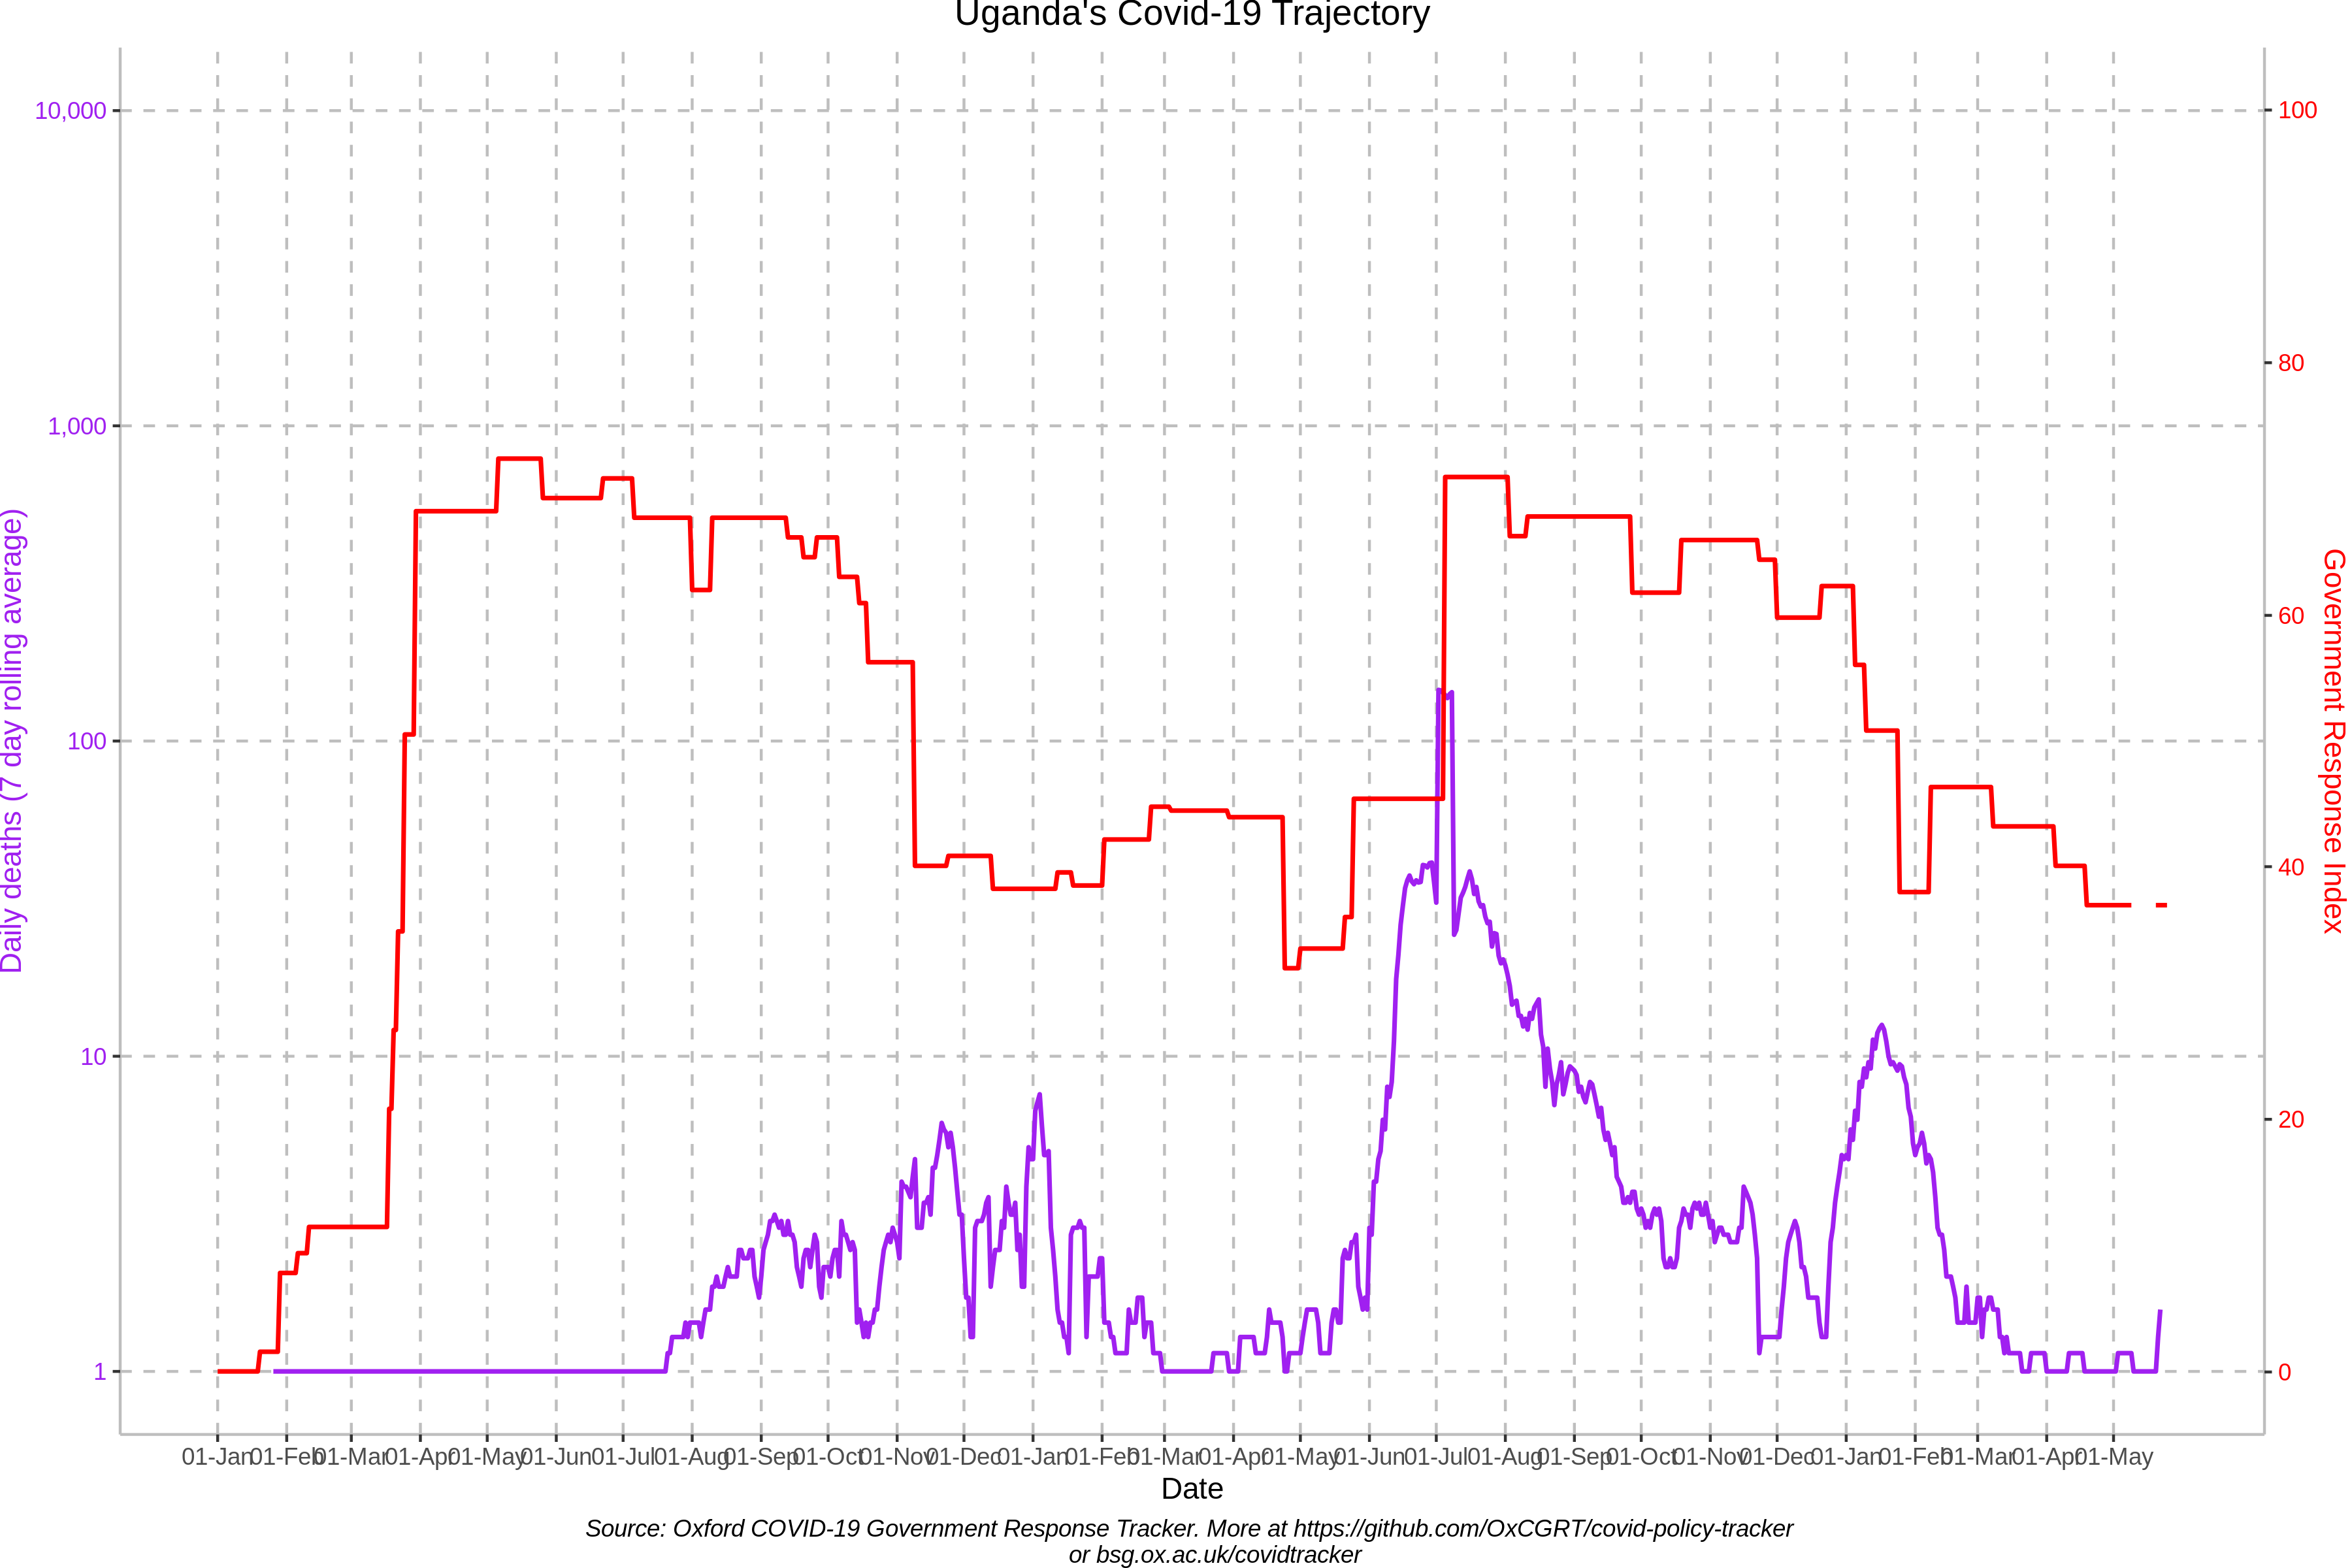 Uganda's Covid-19 Trajectory
10,000
1,000
100
10
1
Daily deaths (7 day rolling average)
100
80
60
40
20
0
Government Response Index
01-Jan
01-Feb
01-Mar
01-Apr
01-May
01-Jun
01-Jul
01-Aug
01-Sep
01-Oct
01-Nov
01-Dec
01-Jan
01-Feb
01-Mar
01-Apr
01-May
01-Jun
01-Jul
01-Aug
01-Sep
01-Oct
01-Nov
01-Dec
01-Jan
01-Feb
01-Mar
01-Apr
01-May
Date
Source: Oxford COVID-19 Government Response Tracker. More at https://github.com/OxCGRT/covid-policy-tracker
or bsg.ox.ac.uk/covidtracker